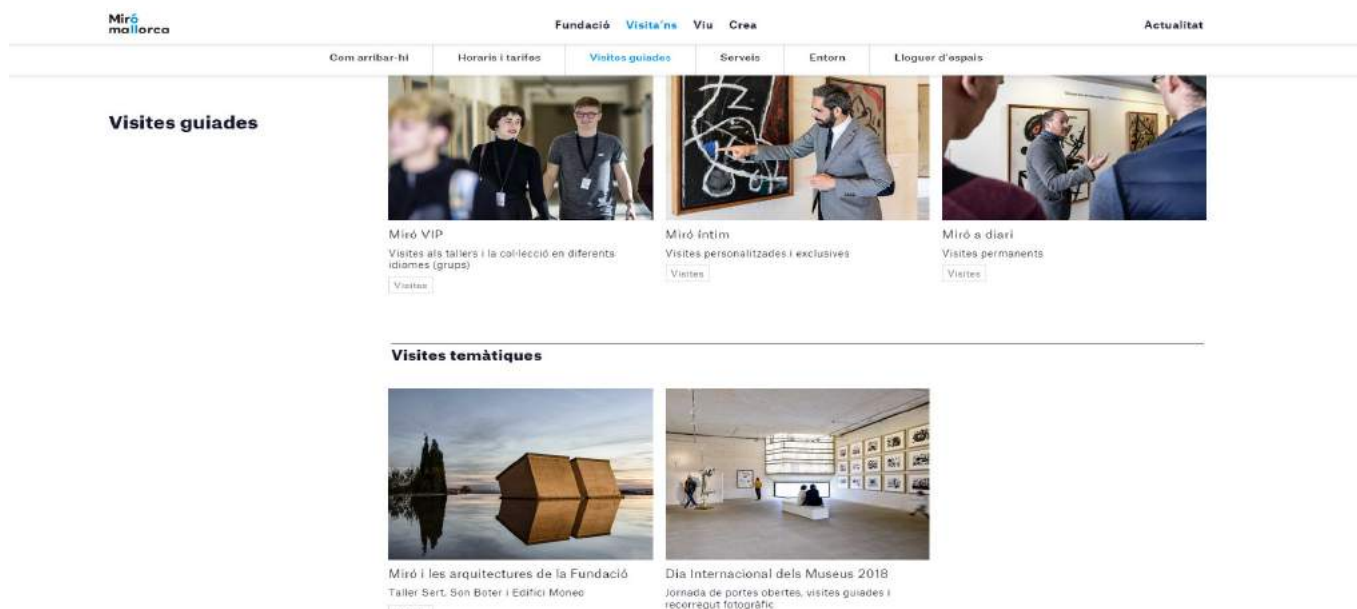 Miró
mallorca
Fundació Visita'ns Viu Crea
Actualitat
Com arribar-hi Horaris i tarifes Visites guiades Serveis Entorn Lloguer d'espais
Visites guiades
Miró VIP
Visites als tallers i la col·lecció en diferents
idiomes (grups)
Visites
Miró íntim
Visites personalitzades i exclusives
Visites
Miró a diari
Visites permanents
Visites
Visites temàtiques
Miró i les arquitectures de la Fundació
Taller Sert, Son Boter i Edifici Moneo
Dia Internacional dels Museus 2018
Jornada de portes obertes, visites guiades i
recorregut fotogràfic